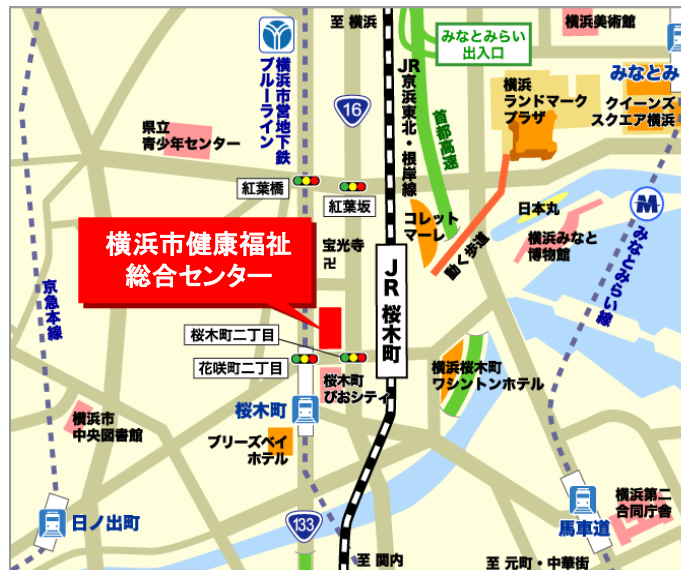 至 横浜
みなとみらい
出入口
横浜美術館
みなとみ
横浜市営地下鉄
ブルーライン
16
JR京浜東北・根岸線
首都高速
横浜
ランドマーク
プラザ
クイーンズ
スクエア横浜
県立
青少年センター
紅葉橋
紅葉坂
コレット
マーレ
動く歩道
日本丸
横浜みなと
博物館
M
みなとみらい線
横浜市健康福祉
総合センター
宝光寺
卍
JR 桜木町
京急本線
桜木町二丁目
花咲町二丁目
桜木町
ぴおシティ
横浜桜木町
ワシントンホテル
桜木町
横浜市
中央図書館
ブリーズベイ
ホテル
日ノ出町
133
馬車道
横浜第二
合同庁舎
至 関内
至 元町・中華街